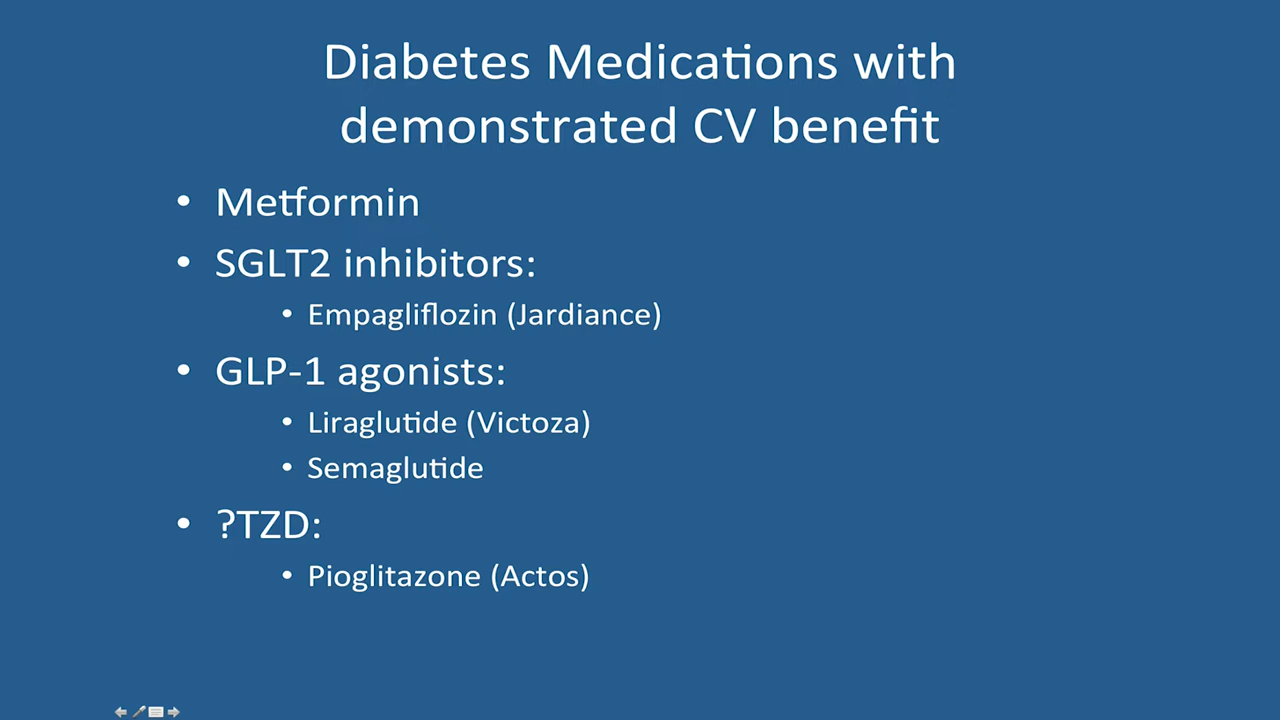 Diabetes Medications with
demonstrated CV benefit
• Metformin
• SGLT2 inhibitors:
• Empagliflozin (Jardiance)
• GLP-1 agonists:
• Liraglutide (Victoza)
• Semaglutide
• ?TZD:
• Pioglitazone (Actos)